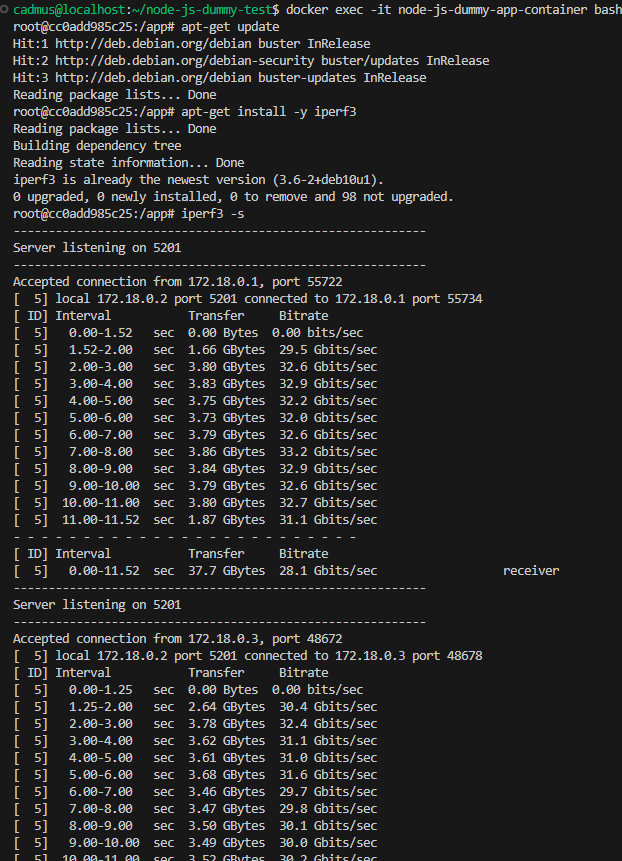 cadmus@localhost:~/node-js-dummy-test$ docker exec -it node-js-dummy-app-container bash
root@cc0add985c25:/app# apt-get update
Hit:1 http://deb.debian.org/debian buster InRelease
Hit:2 http://deb.debian.org/debian-security buster/updates InRelease
Hit:3 http://deb.debian.org/debian buster-updates InRelease
Reading package lists... Done
root@cc0add985c25:/app# apt-get install -y iperf3
Reading package lists... Done
Building dependency tree
Reading state information... Done
iperf3 is already the newest version (3.6-2+deb10u1).
0 upgraded, 0 newly installed, 0 to remove and 98 not upgraded.
root@cc0add985c25:/app# iperf3 -s
-----------------------------------------------------------
Server listening on 5201
-----------------------------------------------------------
Accepted connection from 172.18.0.1, port 55722
[  5] local 172.18.0.2 port 5201 connected to 172.18.0.1 port 55734
[ ID] Interval           Transfer     Bitrate
[  5]   0.00-1.52   sec  0.00 Bytes  0.00 bits/sec
[  5]   1.52-2.00   sec  1.66 GBytes  29.5 Gbits/sec
[  5]   2.00-3.00   sec  3.80 GBytes  32.6 Gbits/sec
[  5]   3.00-4.00   sec  3.83 GBytes  32.9 Gbits/sec
[  5]   4.00-5.00   sec  3.75 GBytes  32.2 Gbits/sec
[  5]   5.00-6.00   sec  3.73 GBytes  32.0 Gbits/sec
[  5]   6.00-7.00   sec  3.79 GBytes  32.6 Gbits/sec
[  5]   7.00-8.00   sec  3.86 GBytes  33.2 Gbits/sec
[  5]   8.00-9.00   sec  3.84 GBytes  32.9 Gbits/sec
[  5]   9.00-10.00  sec  3.79 GBytes  32.6 Gbits/sec
[  5]  10.00-11.00  sec  3.80 GBytes  32.7 Gbits/sec
[  5]  11.00-11.52  sec  1.87 GBytes  31.1 Gbits/sec
- - - - - - - - - - - - - - - - - - - - - - - - -
[ ID] Interval           Transfer     Bitrate
[  5]   0.00-11.52  sec  37.7 GBytes  28.1 Gbits/sec                  receiver
-----------------------------------------------------------
Server listening on 5201
-----------------------------------------------------------
Accepted connection from 172.18.0.3, port 48672
[  5] local 172.18.0.2 port 5201 connected to 172.18.0.3 port 48678
[ ID] Interval           Transfer     Bitrate
[  5]   0.00-1.25   sec  0.00 Bytes  0.00 bits/sec
[  5]   1.25-2.00   sec  2.64 GBytes  30.4 Gbits/sec
[  5]   2.00-3.00   sec  3.78 GBytes  32.4 Gbits/sec
[  5]   3.00-4.00   sec  3.62 GBytes  31.1 Gbits/sec
[  5]   4.00-5.00   sec  3.61 GBytes  31.0 Gbits/sec
[  5]   5.00-6.00   sec  3.68 GBytes  31.6 Gbits/sec
[  5]   6.00-7.00   sec  3.46 GBytes  29.7 Gbits/sec
[  5]   7.00-8.00   sec  3.47 GBytes  29.8 Gbits/sec
[  5]   8.00-9.00   sec  3.50 GBytes  30.1 Gbits/sec
[  5]   9.00-10.00  sec  3.49 GBytes  30.0 Gbits/sec
[  5]  10.00-11.00  sec  3.52 GBytes  30.2 Gbits/sec